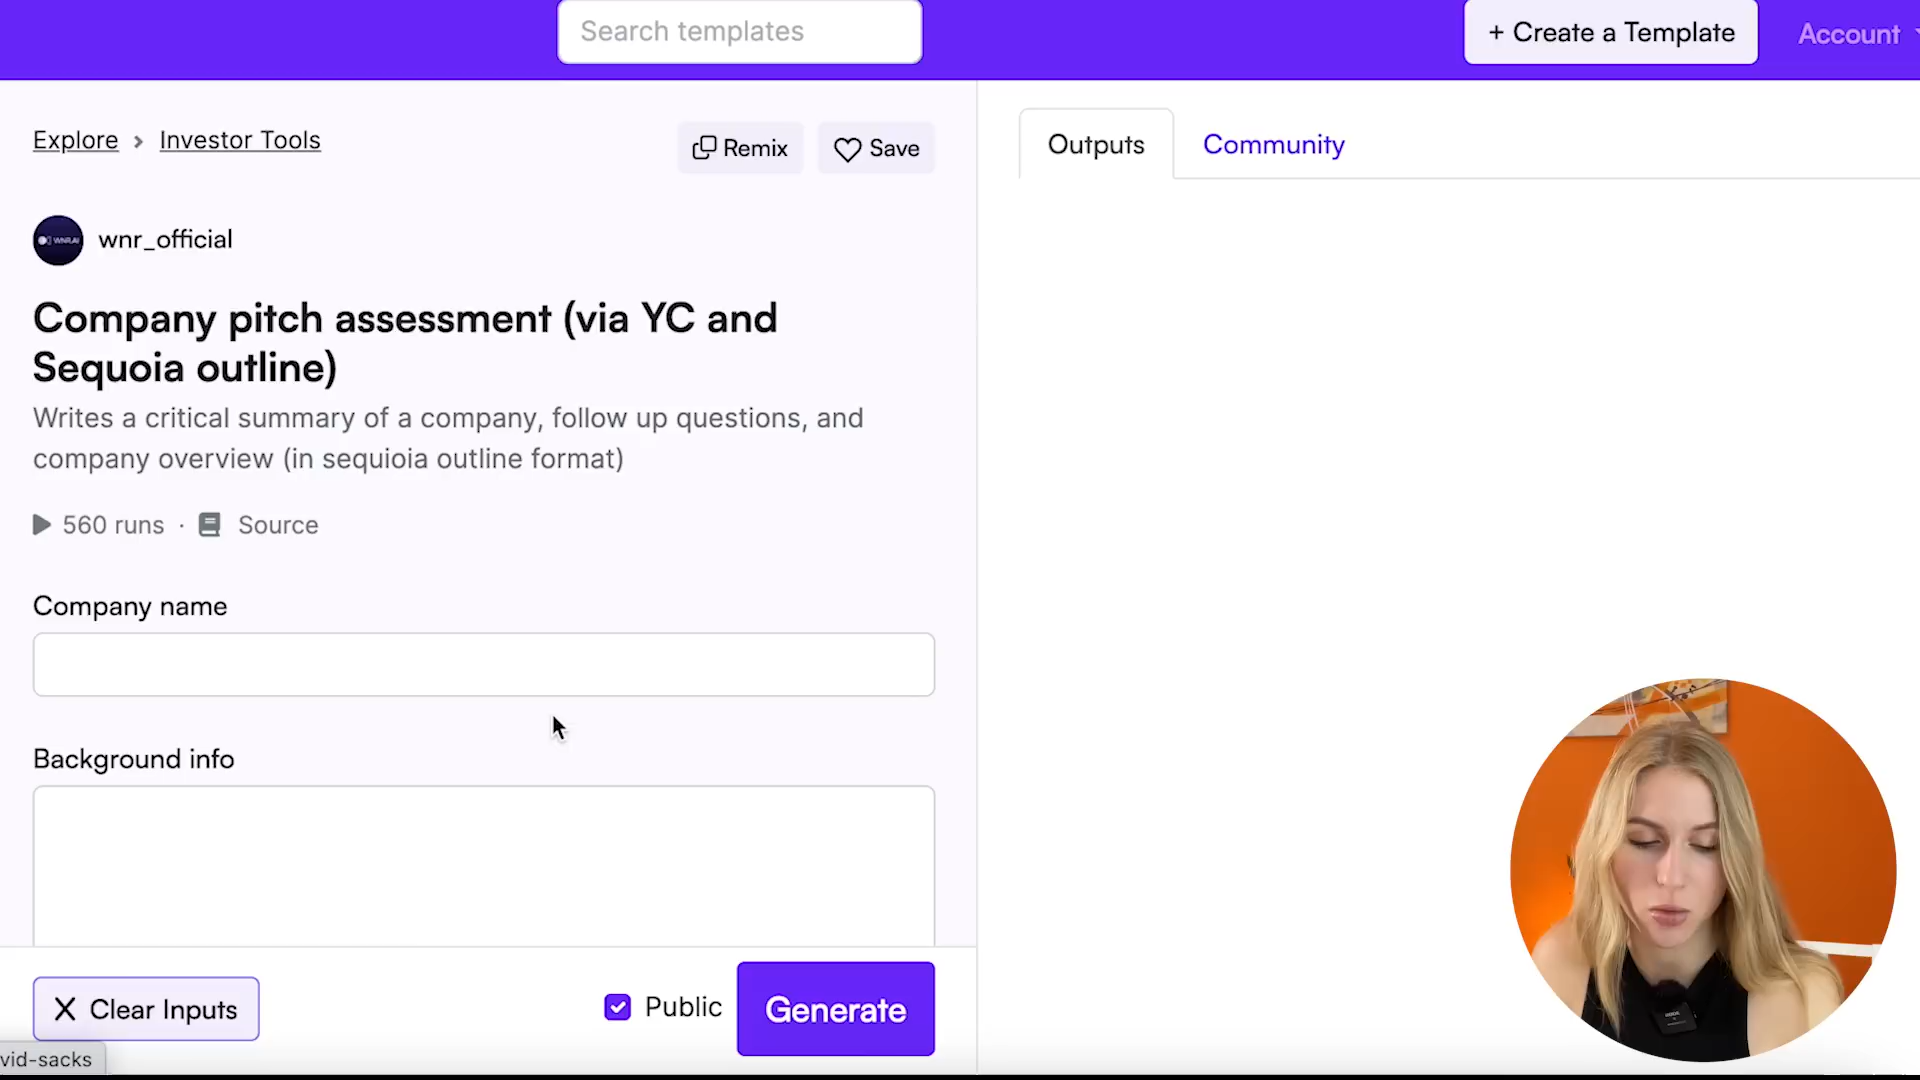 Search templates
+ Create a Template
Account
Explore > Investor Tools
Remix
Save
Outputs
Community
WNR.AI
wnr_official
Company pitch assessment (via YC and
Sequoia outline)
Writes a critical summary of a company, follow up questions, and
company overview (in sequioia outline format)
560 runs · Source
Company name
Background info
Clear Inputs
Public
Generate
vid-sacks